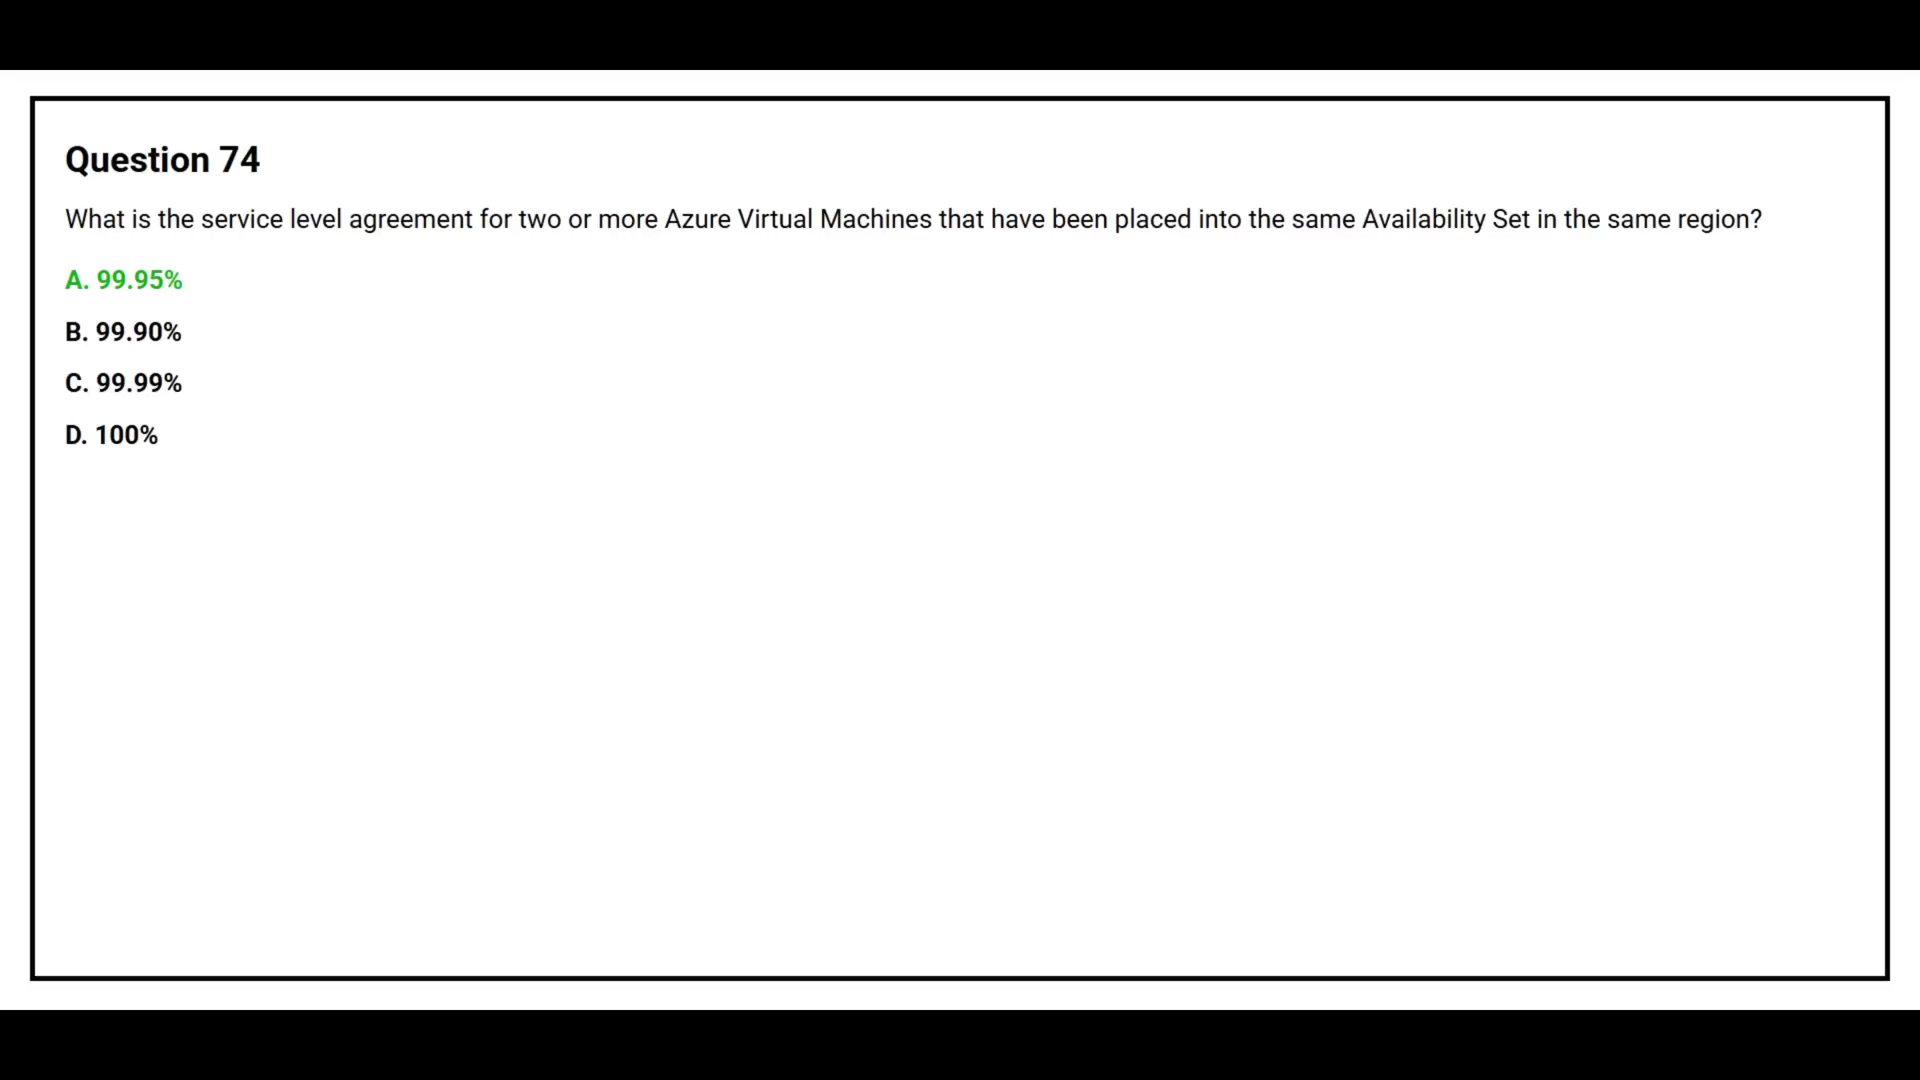 Question 74
What is the service level agreement for two or more Azure Virtual Machines that have been placed into the same Availability Set in the same region?
A. 99.95%
B. 99.90%
C. 99.99%
D. 100%